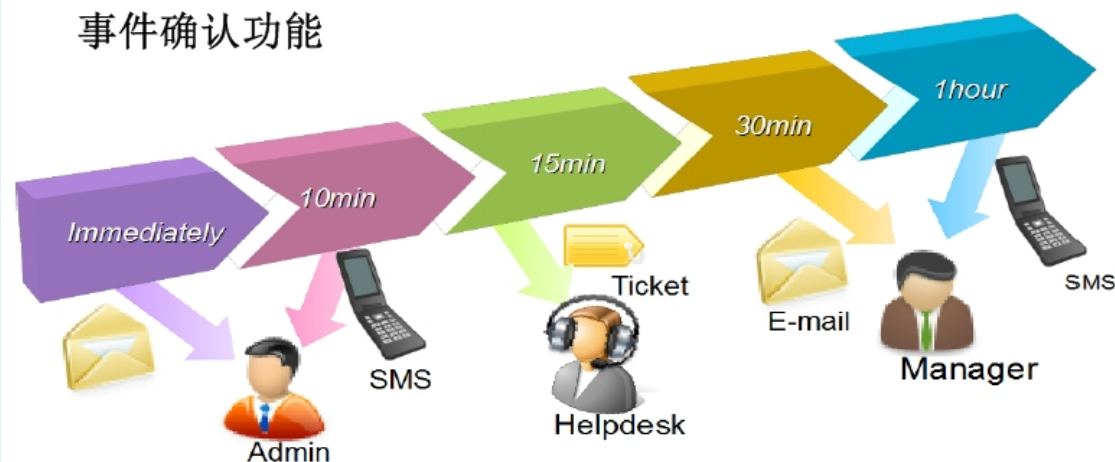 事件确认功能
Immediately
10min
15min
30min
1hour
SMS
Admin
Ticket
Helpdesk
E-mail
Manager
SMS